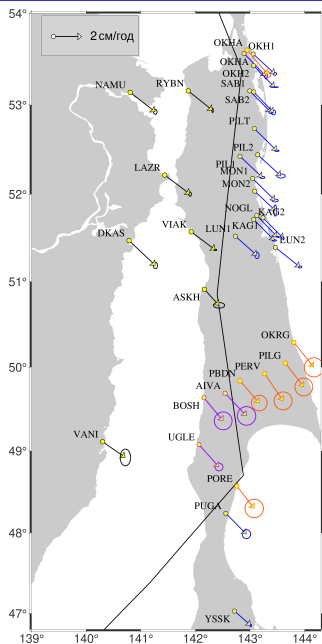 54°
2 см/год
OKHA
OKH1
OKHA
OKH2
NAMU
RYBN
SAB1
53°
SAB2
PILT
PIL2
PIL1
LAZR
MON1
MON2
52°
NOGL
KAG2
VIAK
LUN1
KAG1
DKAS
LUN2
51°
ASKH
OKRG
PILG
50°
PERV
PBDN
AIVA
BOSH
VANI
UGLE
49°
PORE
PUGA
48°
YSSK
47°
139°
140°
141°
142°
143°
144°